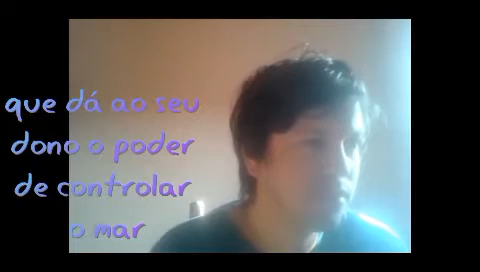 que dá ao seu
dono o poder
de controlar
o mar